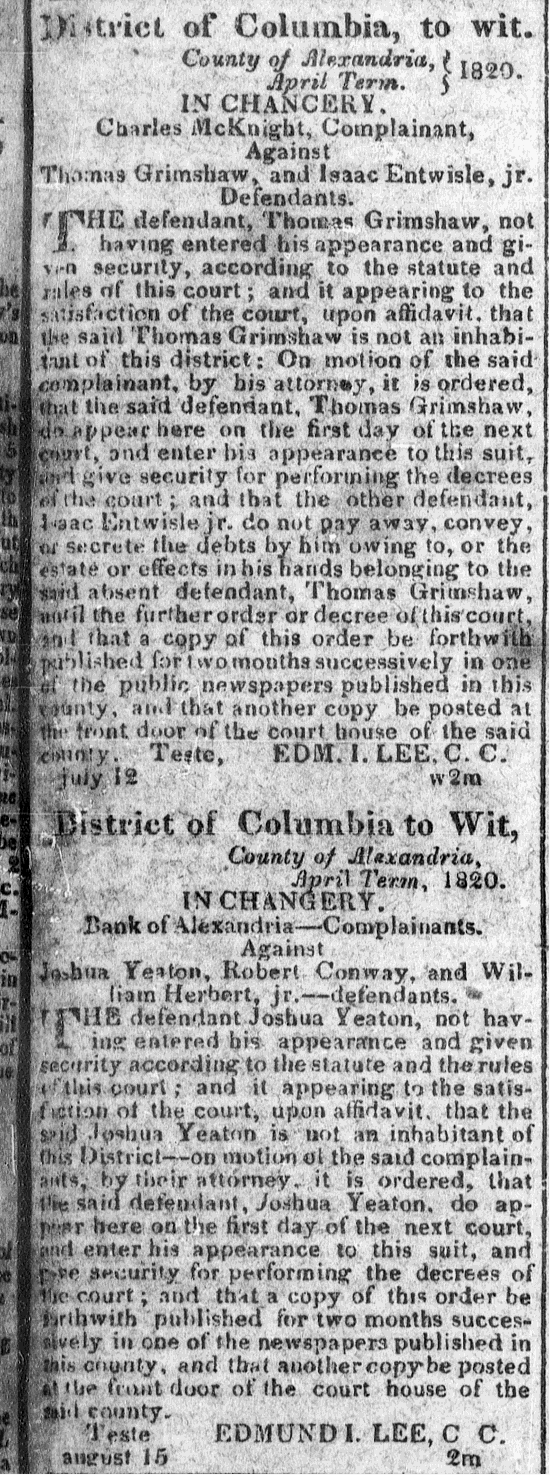 District of Columbia, to wit.
County of Alexandria,
April Term. } 1820.
IN CHANCERY.
Charles McKnight, Complainant,
Against
Thomas Grimshaw, and Isaac Entwisle, jr.
Defendants.
THE defendant, Thomas Grimshaw, not
having entered his appearance and gi-
ven security, according to the statute and
rules of this court; and it appearing to the
satisfaction of the court, upon affidavit, that
the said Thomas Grimshaw is not an inhabi-
tant of this district: On motion of the said
complainant, by his attorney, it is ordered,
that the said defendant, Thomas Grimshaw,
do appear here on the first day of the next
court, and enter his appearance to this suit,
and give security for performing the decrees
of the court; and that the other defendant,
Isaac Entwisle jr. do not pay away, convey,
or secrete the debts by him owing to, or the
estate or effects in his hands belonging to the
said absent defendant, Thomas Grimshaw,
until the further order or decree of this court,
and that a copy of this order be forthwith
published for two months successively in one
of the public newspapers published in this
county, and that another copy be posted at
the front door of the court house of the said
county. Teste, EDM. I. LEE, C. C.
july 12 w2m
District of Columbia to Wit,
County of Alexandria,
April Term, 1820.
IN CHANGERY.
Bank of Alexandria—Complainants.
Against
Joshua Yeaton, Robert Conway, and Wil-
liam Herbert, jr.—defendants.
THE defendant Joshua Yeaton, not hav-
ing entered his appearance and given
security according to the statute and the rules
of this court; and it appearing to the satis-
fiction of the court, upon affidavit, that the
said Joshua Yeaton is not an inhabitant of
this District—on motion of the said complain-
ants, by their attorney, it is ordered, that
the said defendant, Joshua Yeaton, do ap-
pear here on the first day of the next court,
and enter his appearance to this suit, and
give security for performing the decrees of
the court; and that a copy of this order be
forthwith published for two months succes-
sively in one of the newspapers published in
this county, and that another copy be posted
at the front door of the court house of the
said county.
Teste EDMUND I. LEE, C C.
august 15 2m